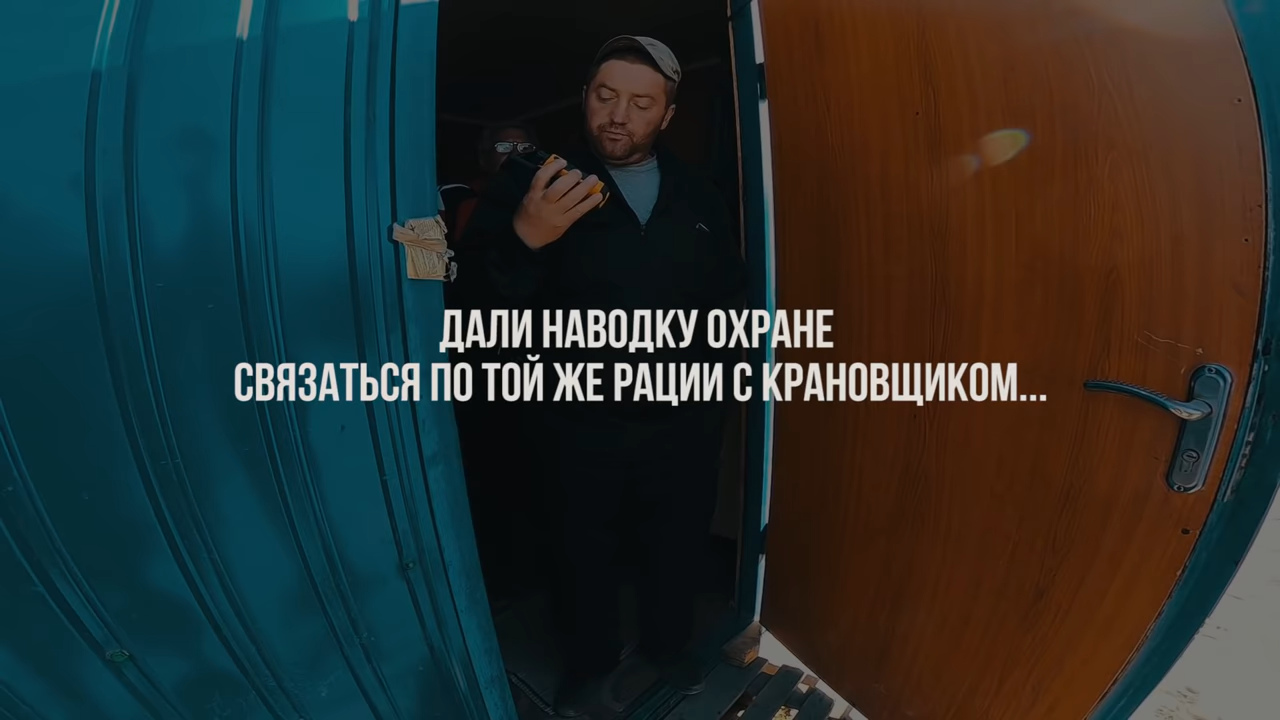 ДАЛИ НАВОДКУ ОХРАНЕ
СВЯЗАТЬСЯ ПО ТОЙ ЖЕ РАЦИИ С КРАНОВЩИКОМ...